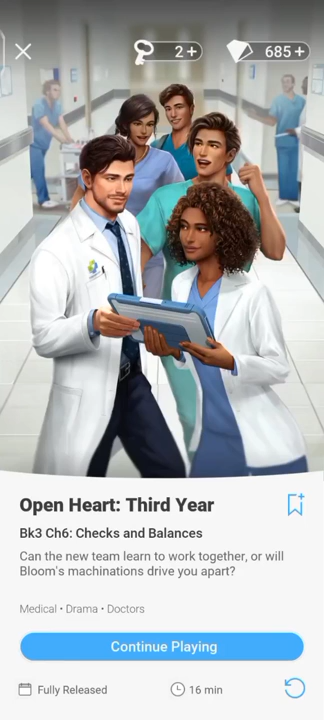 2+
685+
Open Heart: Third Year
Bk3 Ch6: Checks and Balances
Can the new team learn to work together, or will
Bloom's machinations drive you apart?
Medical • Drama • Doctors
Continue Playing
Fully Released
16 min